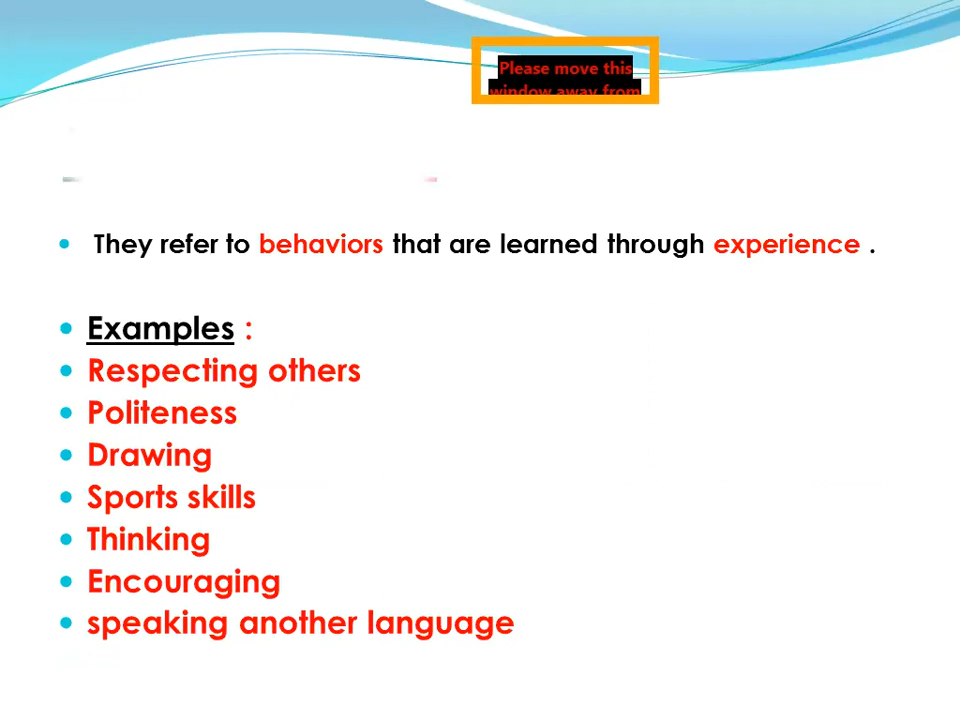 Please move this
window away from
They refer to behaviors that are learned through experience .
Examples :
Respecting others
Politeness
Drawing
Sports skills
Thinking
Encouraging
speaking another language